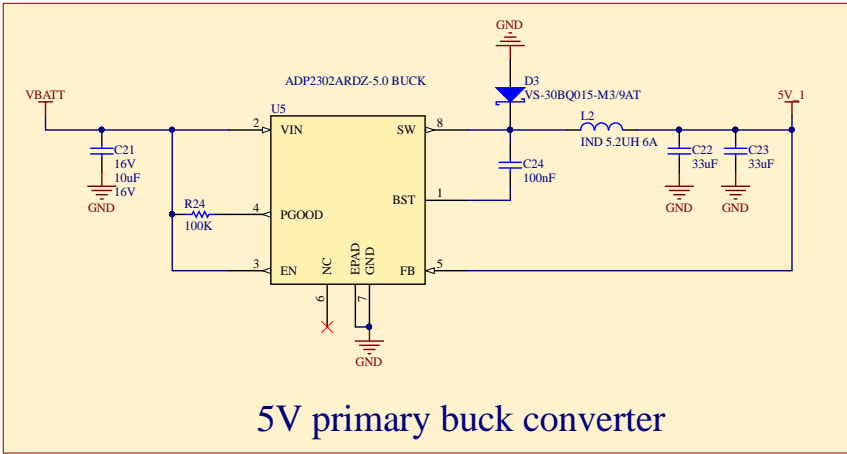 GND
ADP2302ARDZ-5.0 BUCK
D3
VS-30BQ015-M3/9AT
VBATT
5V_1
U5
L2
2
VIN
SW
8
IND 5.2UH 6A
C21
16V
10uF
16V
C22
33uF
C23
33uF
C24
100nF
GND
R24
100K
4
PGOOD
BST
1
GND
GND
3
EN
NC
EPAD
GND
FB
5
6
7
GND
5V primary buck converter